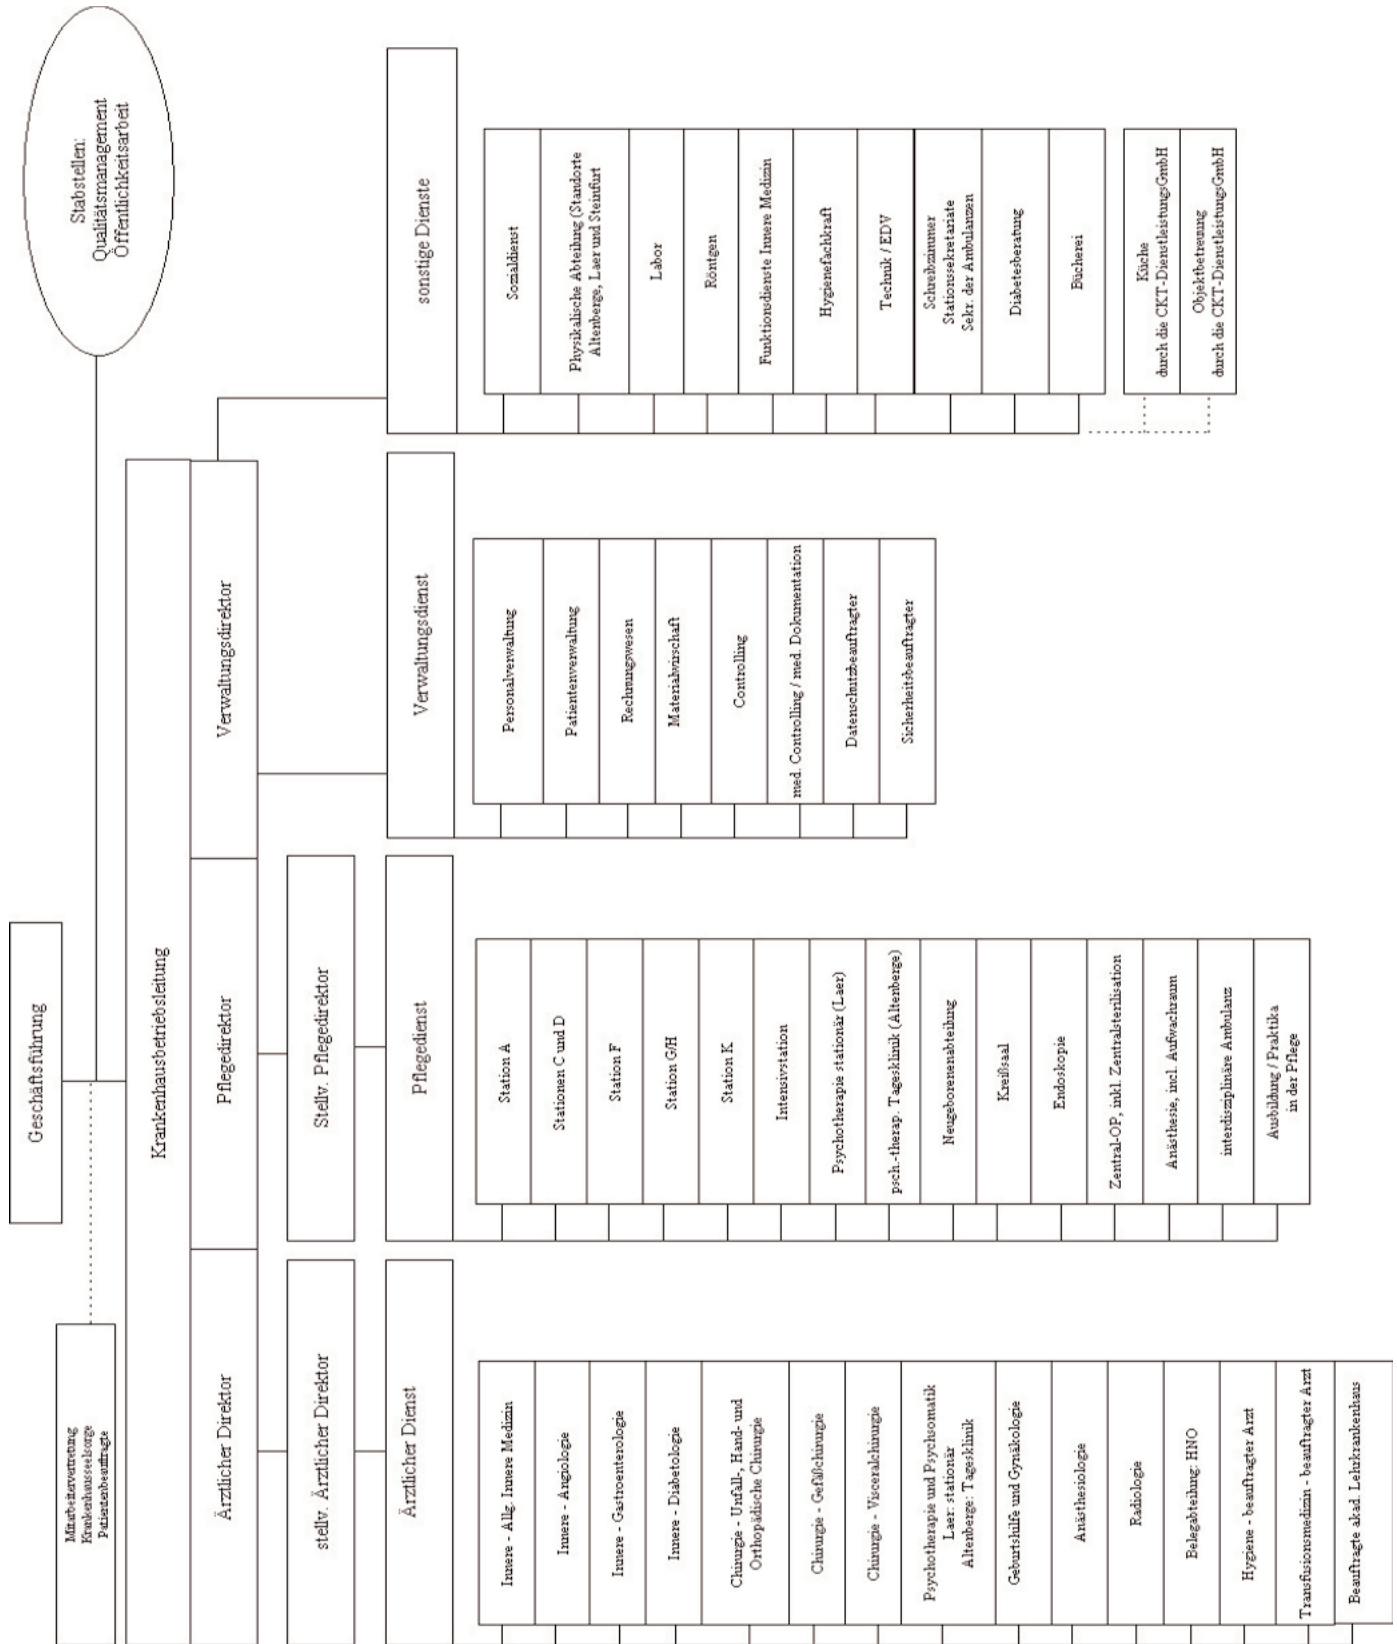 Geschäftsführung
Stabstellen:
Qualitätsmanagement
Öffentlichkeitsarbeit
Mitarbeitervertretung
Krankenhausseelsorge
Patientenbeauftragte
Krankenhausbetriebsleitung
Ärztlicher Direktor
Pflegedirektor
Verwaltungsdirektor
stellv. Ärztlicher Direktor
Stellv. Pflegedirektor
Ärztlicher Dienst
Pflegedienst
Verwaltungsdienst
sonstige Dienste
Innere - Allg. Innere Medizin
Innere - Angiologie
Innere - Gastroenterologie
Innere - Diabetologie
Chirurgie - Unfall-, Hand- und
Orthopädische Chirurgie
Chirurgie - Gefäßchirurgie
Chirurgie - Visceralchirurgie
Psychotherapie und Psychsomatik
Laer: stationär
Altenberge: Tagesklinik
Geburtshilfe und Gynäkologie
Anästhesiologie
Radiologie
Belegabteilung: HNO
Hygiene - beauftragter Arzt
Transfusionsmedizin - beauftragter Arzt
Beauftragte akad. Lehrkrankenhaus
Station A
Stationen C und D
Station F
Station G/H
Station K
Intensivstation
Psychotherapie stationär (Laer)
psch.-therap. Tagesklinik (Altenberge)
Neugeborenenabteibung
Kreißsaal
Endoskopie
Zentral-OP, inkl. Zentralsterilisation
Anästhesie, incl. Aufwachraum
interdisziplinäre Ambulanz
Ausbildung / Praktika
in der Pflege
Personalverwaltung
Patientenverwaltung
Rechnungswesen
Materialwirschaft
Controlling
med. Controlling / med. Dokumentation
Datenschutzbeauftragter
Sicherheitsbeauftragter
Sozialdienst
Physikalische Abteilung (Standorte
Altenberge, Laer und Steinfurt
Labor
Röntgen
Funktionsdienste Innere Medizin
Hygienefachkraft
Technik / EDV
Schreibzimmer
Stationssekretariate
Sekr. der Ambulanzen
Diabetesberatung
Bücherei
Küche
durch die CKT-DienstleistungsGmbH
Objektbetreuung
durch die CKT-DienstleistungsGmbH